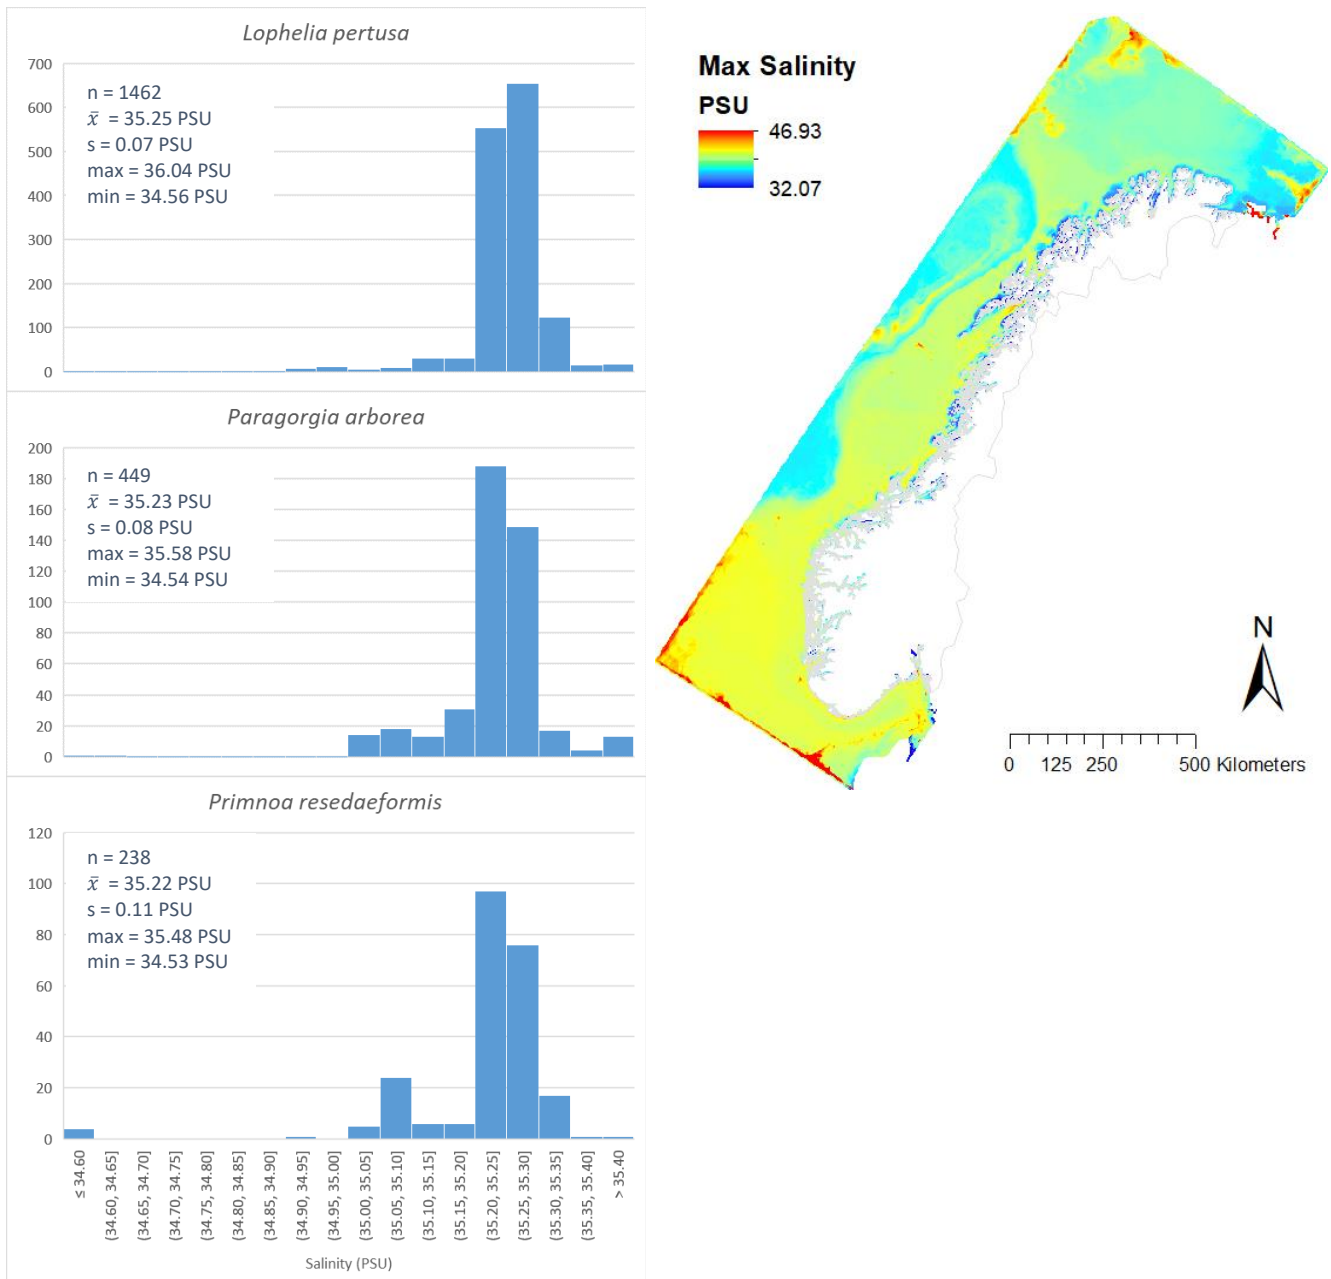 Lophelia pertusa
700
600
500
400
300
200
100
0
n = 1462
x̄ = 35.25 PSU
s = 0.07 PSU
max = 36.04 PSU
min = 34.56 PSU
Paragorgia arborea
200
180
160
140
120
100
80
60
40
20
0
n = 449
x̄ = 35.23 PSU
s = 0.08 PSU
max = 35.58 PSU
min = 34.54 PSU
Primnoa resedaeformis
120
100
80
60
40
20
0
n = 238
x̄ = 35.22 PSU
s = 0.11 PSU
max = 35.48 PSU
min = 34.53 PSU
≤ 34.60
(34.60, 34.65]
(34.65, 34.70]
(34.70, 34.75]
(34.75, 34.80]
(34.80, 34.85]
(34.85, 34.90]
(34.90, 34.95]
(34.95, 35.00]
(35.00, 35.05]
(35.05, 35.10]
(35.10, 35.15]
(35.15, 35.20]
(35.20, 35.25]
(35.25, 35.30]
(35.30, 35.35]
(35.35, 35.40]
> 35.40
Salinity (PSU)
Max Salinity
PSU
46.93
32.07
N
0 125 250 500 Kilometers